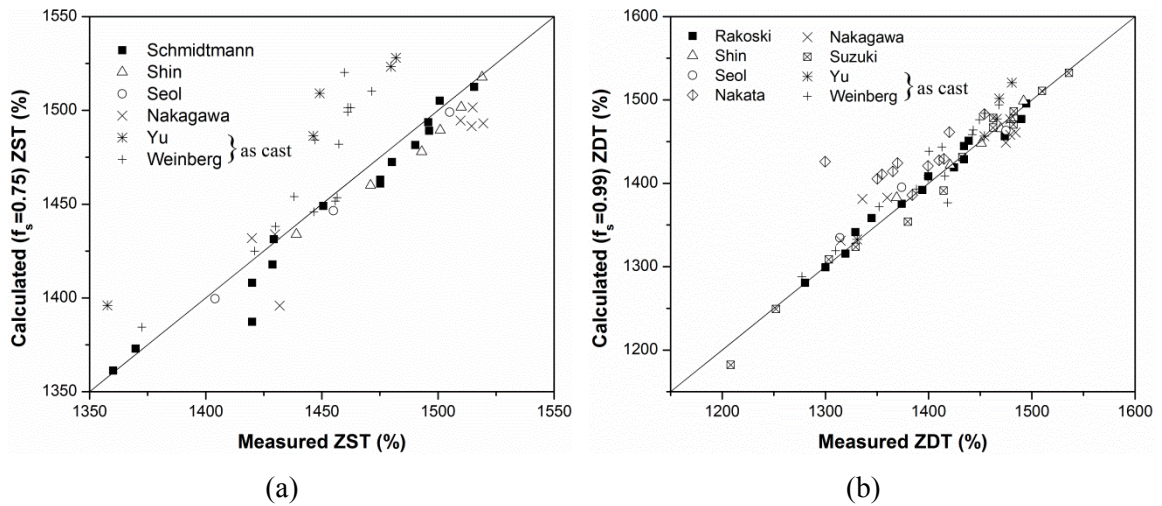 1550
1500
1450
1400
1350
Calculated (fs=0.75) ZST (%)
Schmidtmann
Shin
Seol
Nakagawa
Yu
Weinberg
} as cast
1350 1400 1450 1500 1550
Measured ZST (%)
(a)
1600
1500
1400
1300
1200
Calculated (fs=0.99) ZDT (%)
Rakoski Nakagawa
Shin Suzuki
Seol Yu
Nakata Weinberg
} as cast
1200 1300 1400 1500 1600
Measured ZDT (%)
(b)